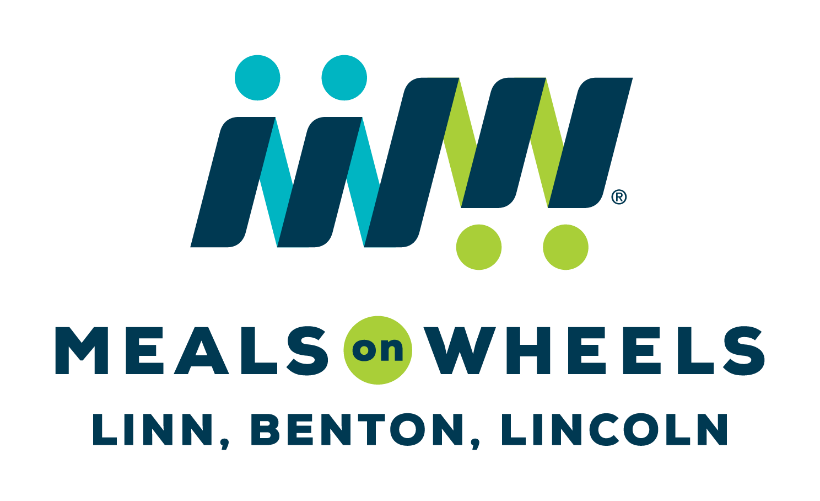 ®
MEALS on WHEELS
LINN, BENTON, LINCOLN